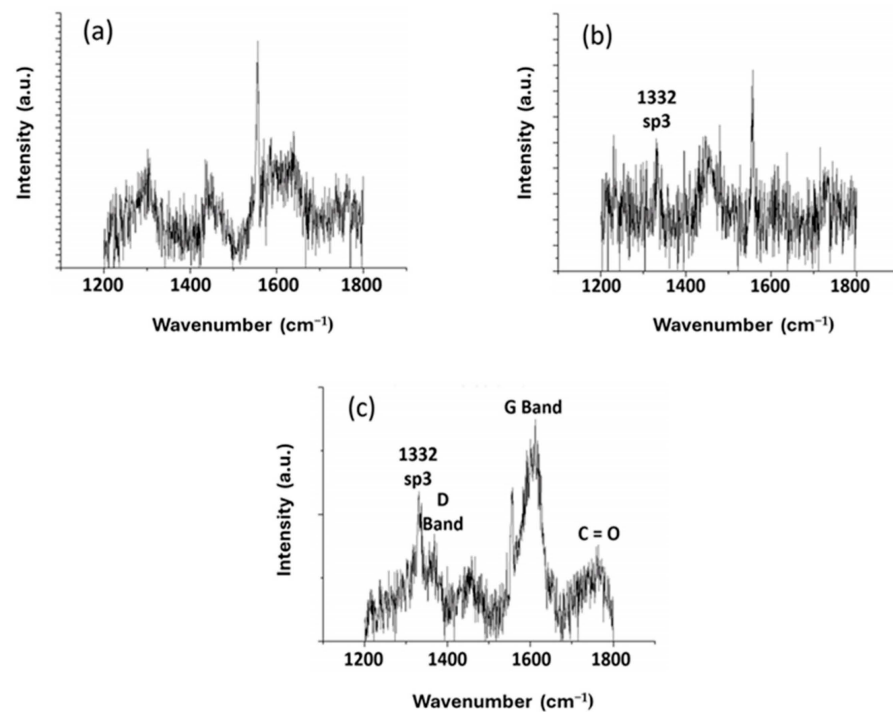 (a)
Intensity (a.u.)
1200 1400 1600 1800
Wavenumber (cm⁻¹)
(b)
1332
sp3
Intensity (a.u.)
1200 1400 1600 1800
Wavenumber (cm⁻¹)
(c)
G Band
1332
sp3
D
Band
C = O
Intensity (a.u.)
1200 1400 1600 1800
Wavenumber (cm⁻¹)